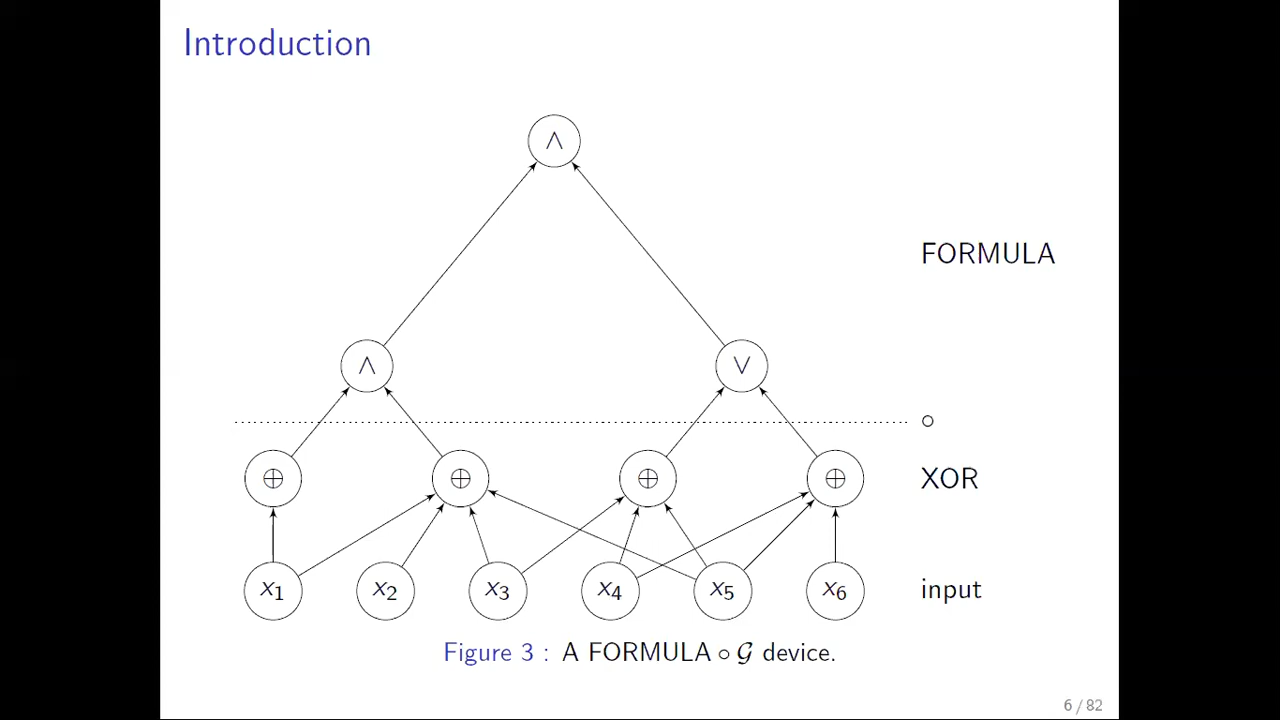 Introduction
∧
FORMULA
∧ ∨
○
⊕ ⊕ ⊕ ⊕ XOR
x₁ x₂ x₃ x₄ x₅ x₆ input
Figure 3 : A FORMULA ∘ 𝒢 device.
6 / 82